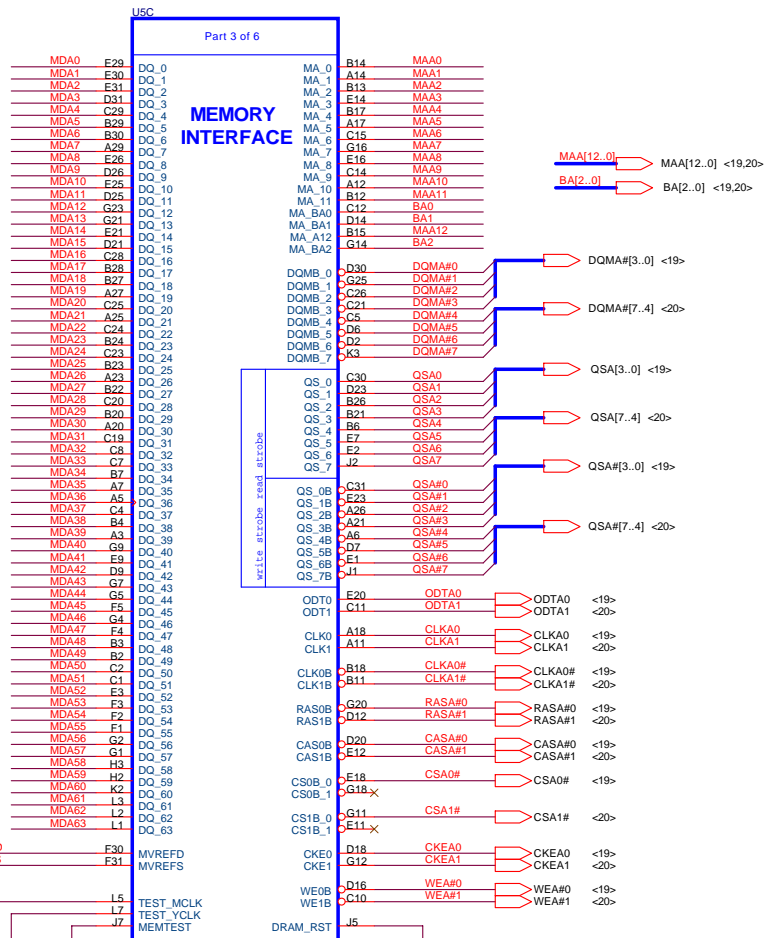 U5C
Part 3 of 6
MEMORY
INTERFACE
MDA0 E29 DQ_0
MDA1 E30 DQ_1
MDA2 E31 DQ_2
MDA3 D31 DQ_3
MDA4 C29 DQ_4
MDA5 B29 DQ_5
MDA6 B30 DQ_6
MDA7 A29 DQ_7
MDA8 E26 DQ_8
MDA9 D26 DQ_9
MDA10 E25 DQ_10
MDA11 D25 DQ_11
MDA12 G23 DQ_12
MDA13 G21 DQ_13
MDA14 E21 DQ_14
MDA15 D21 DQ_15
MDA16 C28 DQ_16
MDA17 B28 DQ_17
MDA18 B27 DQ_18
MDA19 A27 DQ_19
MDA20 C25 DQ_20
MDA21 A25 DQ_21
MDA22 C24 DQ_22
MDA23 B24 DQ_23
MDA24 C23 DQ_24
MDA25 B23 DQ_25
MDA26 A23 DQ_26
MDA27 B22 DQ_27
MDA28 C20 DQ_28
MDA29 B20 DQ_29
MDA30 A20 DQ_30
MDA31 C19 DQ_31
MDA32 C8 DQ_32
MDA33 C7 DQ_33
MDA34 B7 DQ_34
MDA35 A7 DQ_35
MDA36 A5 DQ_36
MDA37 C4 DQ_37
MDA38 B4 DQ_38
MDA39 A3 DQ_39
MDA40 G9 DQ_40
MDA41 E9 DQ_41
MDA42 D9 DQ_42
MDA43 G7 DQ_43
MDA44 G5 DQ_44
MDA45 F5 DQ_45
MDA46 G4 DQ_46
MDA47 F4 DQ_47
MDA48 B3 DQ_48
MDA49 B2 DQ_49
MDA50 C2 DQ_50
MDA51 C1 DQ_51
MDA52 E3 DQ_52
MDA53 F3 DQ_53
MDA54 F2 DQ_54
MDA55 F1 DQ_55
MDA56 G2 DQ_56
MDA57 G1 DQ_57
MDA58 H3 DQ_58
MDA59 H2 DQ_59
MDA60 K2 DQ_60
MDA61 L3 DQ_61
MDA62 L2 DQ_62
MDA63 L1 DQ_63
F30 MVREFD
F31 MVREFS
L5 TEST_MCLK
L7 TEST_YCLK
J7 MEMTEST
MA_0 B14 MAA0
MA_1 A14 MAA1
MA_2 B13 MAA2
MA_3 E14 MAA3
MA_4 B17 MAA4
MA_5 A17 MAA5
MA_6 C15 MAA6
MA_7 G16 MAA7
MA_8 E16 MAA8
MA_9 C14 MAA9
MA_10 A12 MAA10
MA_11 B12 MAA11
MA_BA0 C12 BA0
MA_BA1 D14 BA1
MA_A12 B15 MAA12
MA_BA2 G14 BA2
MAA[12..0] MAA[12..0] <19,20>
BA[2..0] BA[2..0] <19,20>
DQMB_0 D30 DQMA#0
DQMB_1 G25 DQMA#1
DQMB_2 C26 DQMA#2
DQMB_3 C21 DQMA#3
DQMB_4 C5 DQMA#4
DQMB_5 D6 DQMA#5
DQMB_6 D2 DQMA#6
DQMB_7 K3 DQMA#7
DQMA#[3..0] <19>
DQMA#[7..4] <20>
read strobe
QS_0 C30 QSA0
QS_1 D23 QSA1
QS_2 B26 QSA2
QS_3 B21 QSA3
QS_4 B6 QSA4
QS_5 E7 QSA5
QS_6 E2 QSA6
QS_7 J2 QSA7
QSA[3..0] <19>
QSA[7..4] <20>
write strobe
QS_0B C31 QSA#0
QS_1B E23 QSA#1
QS_2B A26 QSA#2
QS_3B A21 QSA#3
QS_4B A6 QSA#4
QS_5B D7 QSA#5
QS_6B E1 QSA#6
QS_7B J1 QSA#7
QSA#[3..0] <19>
QSA#[7..4] <20>
ODT0 E20 ODTA0 ODTA0 <19>
ODT1 C11 ODTA1 ODTA1 <20>
CLK0 A18 CLKA0 CLKA0 <19>
CLK1 A11 CLKA1 CLKA1 <20>
CLK0B B18 CLKA0# CLKA0# <19>
CLK1B B11 CLKA1# CLKA1# <20>
RAS0B G20 RASA#0 RASA#0 <19>
RAS1B D12 RASA#1 RASA#1 <20>
CAS0B D20 CASA#0 CASA#0 <19>
CAS1B E12 CASA#1 CASA#1 <20>
CS0B_0 E18 CSA0# CSA0# <19>
CS0B_1 G18
CS1B_0 G11 CSA1# CSA1# <20>
CS1B_1 E11
CKE0 D18 CKEA0 CKEA0 <19>
CKE1 G12 CKEA1 CKEA1 <20>
WE0B D16 WEA#0 WEA#0 <19>
WE1B C10 WEA#1 WEA#1 <20>
DRAM_RST J5